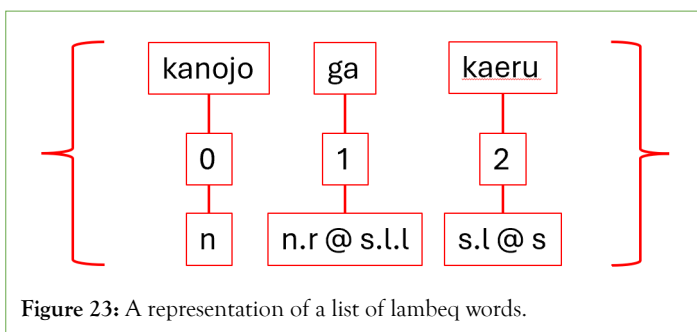 kanojo ga kaeru
0 1 2
n n.r @ s.l.l s.l @ s
Figure 23: A representation of a list of lambeq words.